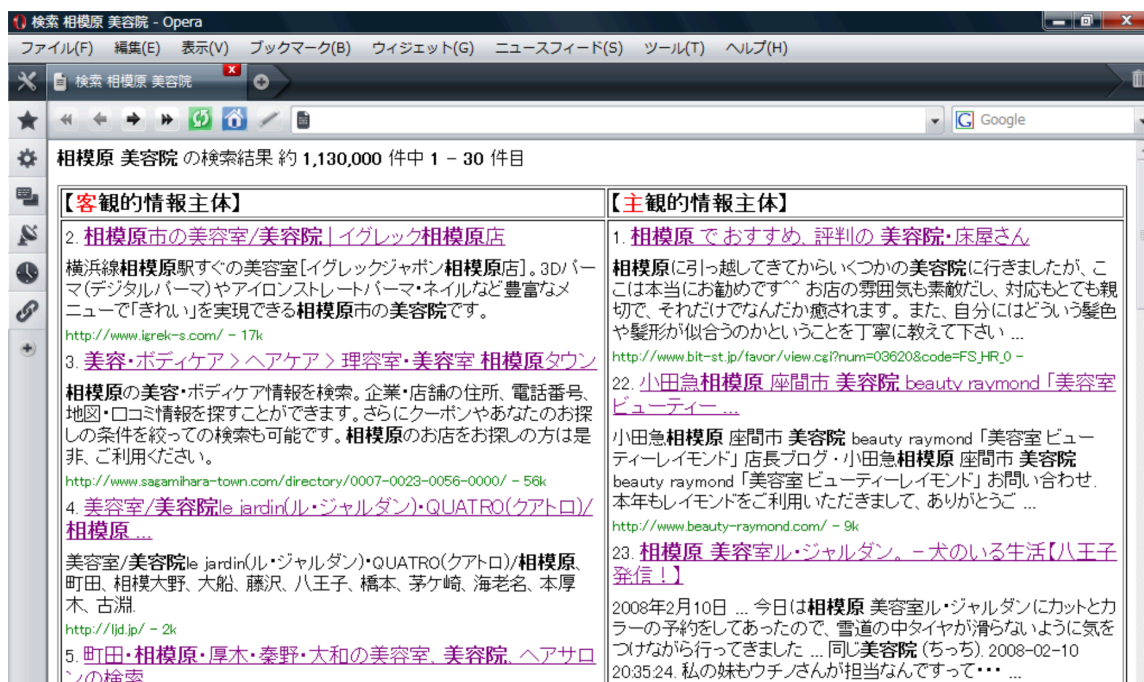 検索 相模原 美容院 - Opera
ファイル(F) 編集(E) 表示(V) ブックマーク(B) ウィジェット(G) ニュースフィード(S) ツール(T) ヘルプ(H)
検索 相模原 美容院
Google
相模原 美容院 の検索結果 約 1,130,000 件中 1 - 30 件目
【客観的情報主体】
2. 相模原市の美容室/美容院 | イグレック相模原店
横浜線相模原駅すぐの美容室[イグレックジャポン相模原店]。3Dパー
マ(デジタルパーマ)やアイロンストレートパーマ・ネイルなど豊富なメ
ニューで「きれい」を実現できる相模原市の美容院です。
http://www.igrek-s.com/ - 17k
3. 美容・ボディケア > ヘアケア > 理容室・美容室 相模原タウン
相模原の美容・ボディケア情報を検索。企業・店舗の住所、電話番号、
地図・口コミ情報を探すことができます。さらにクーポンやあなたのお探
しの条件を絞っての検索も可能です。相模原のお店をお探しの方は是
非、ご利用ください。
http://www.sagamihara-town.com/directory/0007-0023-0056-0000/ - 56k
4. 美容室/美容院le jardin(ル・ジャルダン)・QUATRO(クアトロ)/
相模原 ...
美容室/美容院le jardin(ル・ジャルダン)・QUATRO(クアトロ)/相模原、
町田、相模大野、大船、藤沢、八王子、橋本、茅ケ崎、海老名、本厚
木、古淵.
http://ljd.jp/ - 2k
5. 町田・相模原・厚木・秦野・大和の美容室、美容院、ヘアサロ
ンの検索
【主観的情報主体】
1. 相模原 で おすすめ、評判の 美容院・床屋さん
相模原に引っ越してきてからいくつかの美容院に行きましたが、こ
こは本当にお勧めです^^ お店の雰囲気も素敵だし、対応もとても親
切で、それだけでなんだか癒されます。また、自分にはどういう髪色
や髪形が似合うのかということを丁寧に教えて下さい ...
http://www.bit-st.jp/favor/view.cgi?num=03620&code=FS_HR_0 -
22. 小田急相模原 座間市 美容院 beauty raymond 「美容室
ビューティー ...
小田急相模原 座間市 美容院 beauty raymond 「美容室 ビュー
ティーレイモンド」 店長ブログ・小田急相模原 座間市 美容院
beauty raymond 「美容室 ビューティーレイモンド」 お問い合わせ.
本年もレイモンドをご利用いただきまして、ありがとうご ...
http://www.beauty-raymond.com/ - 9k
23. 相模原 美容室ル・ジャルダン。 - 犬のいる生活【八王子
発信！】
2008年2月10日 ... 今日は相模原 美容室ル・ジャルダンにカットとカ
ラーの予約をしてあったので、雪道の中タイヤが滑らないように気を
つけながら行ってきました ... 同じ美容院 (ちっち). 2008-02-10
20:35:24. 私の妹もウチノさんが担当なんですって・・・ ...